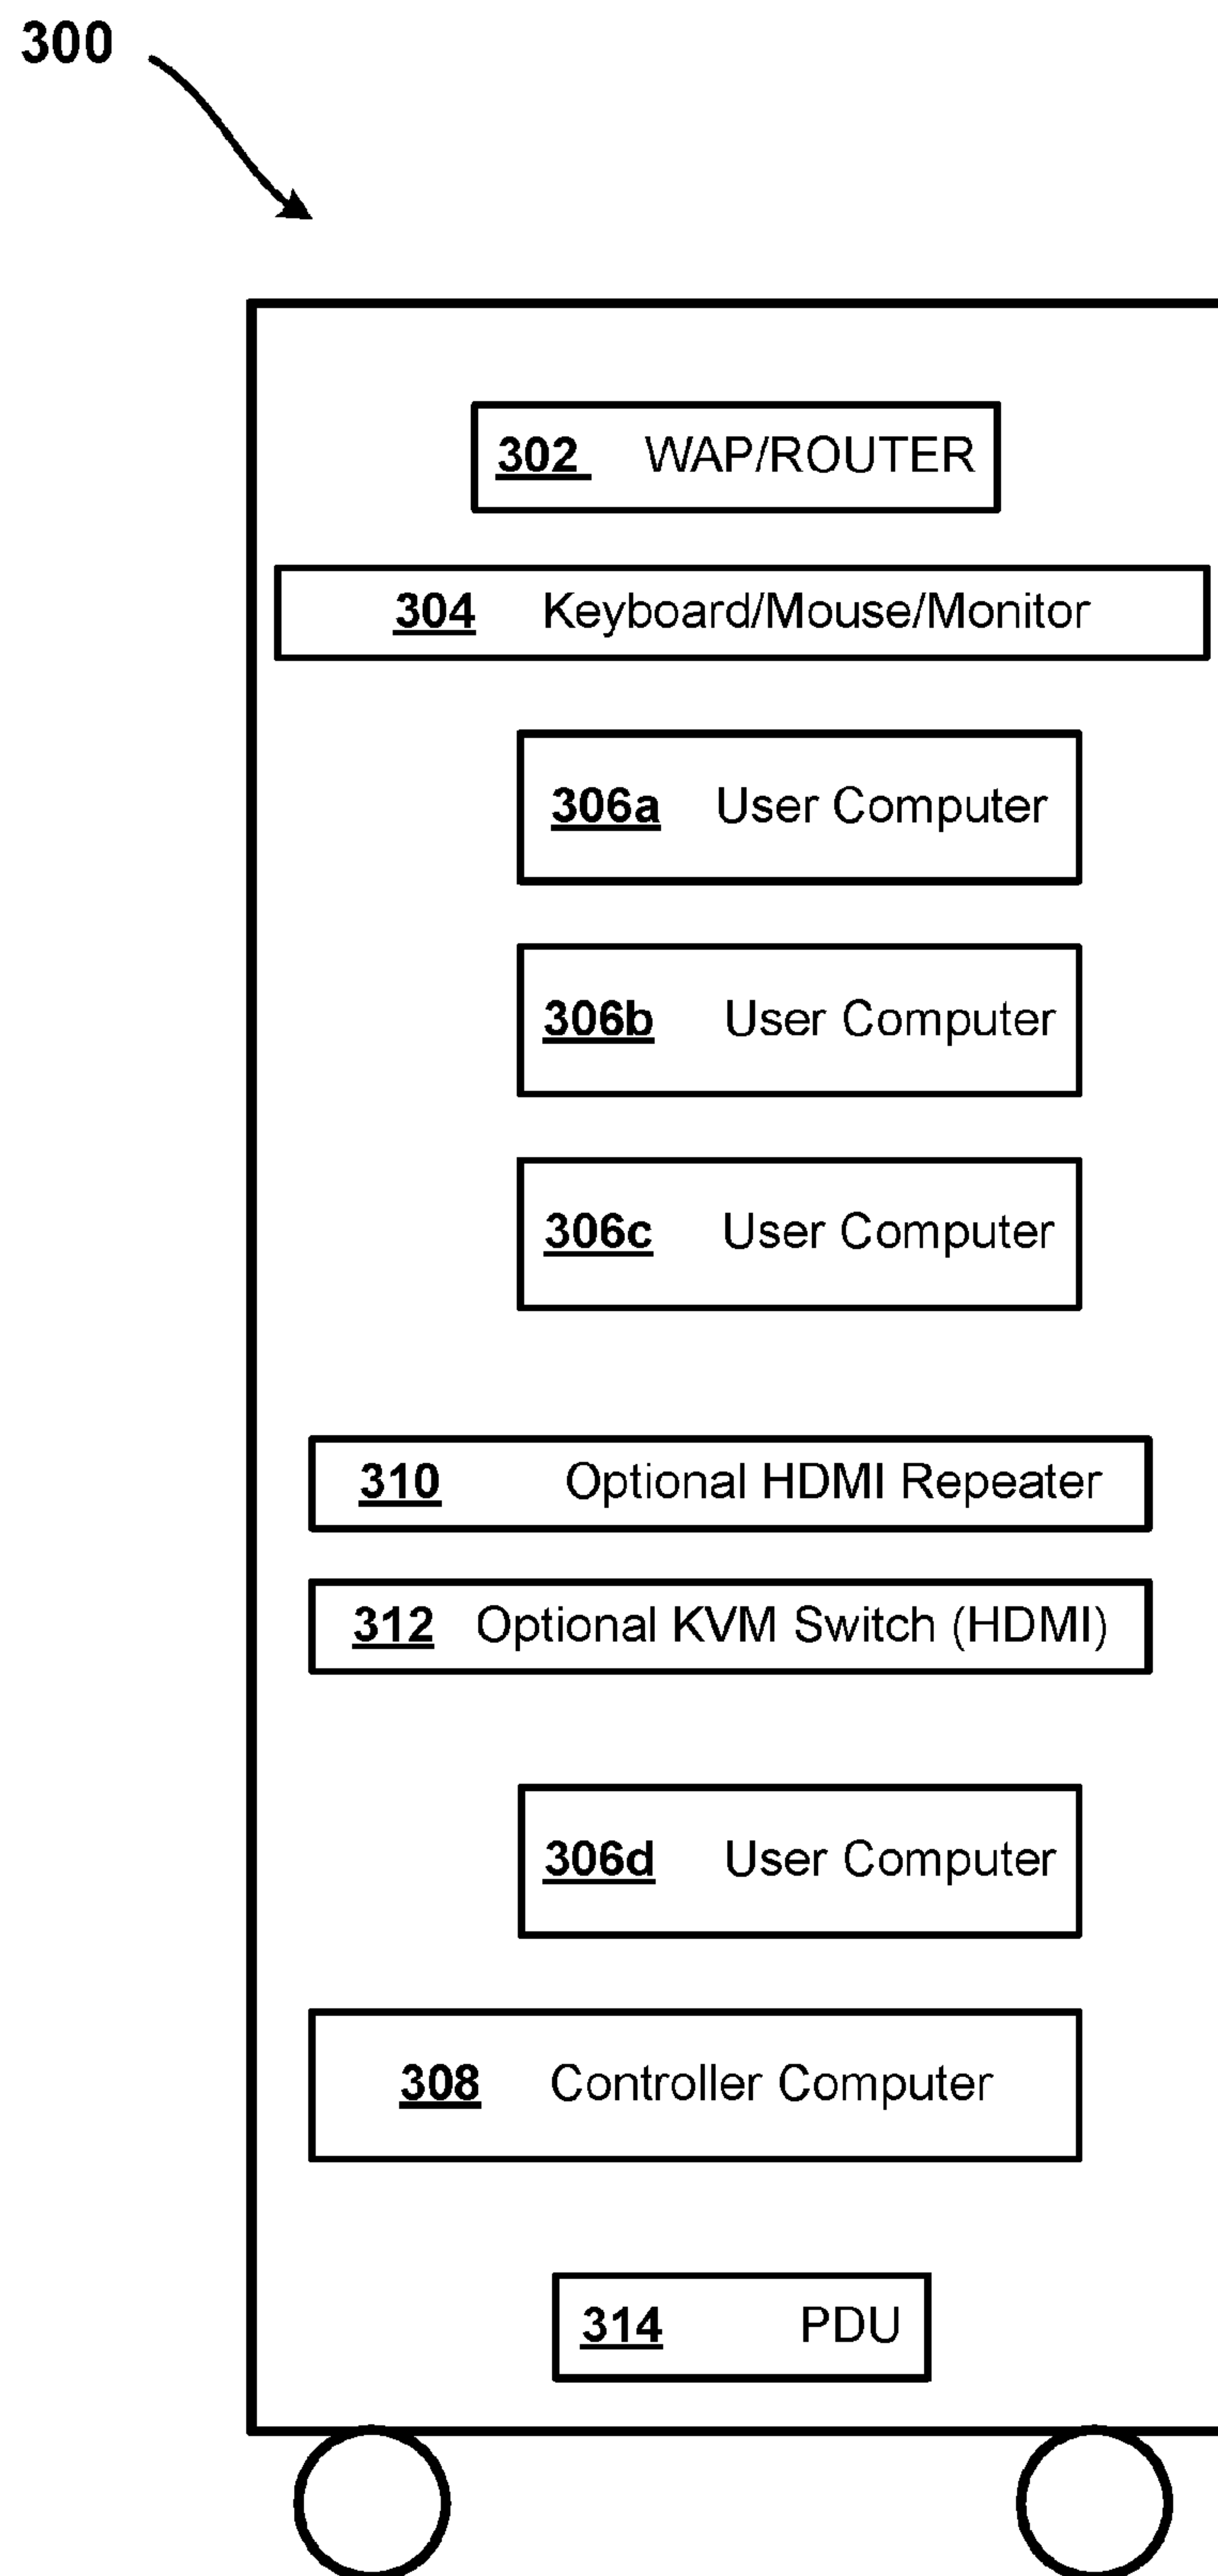 300
302 WAP/ROUTER
304 Keyboard/Mouse/Monitor
306a User Computer
306b User Computer
306c User Computer
310 Optional HDMI Repeater
312 Optional KVM Switch (HDMI)
306d User Computer
308 Controller Computer
314 PDU